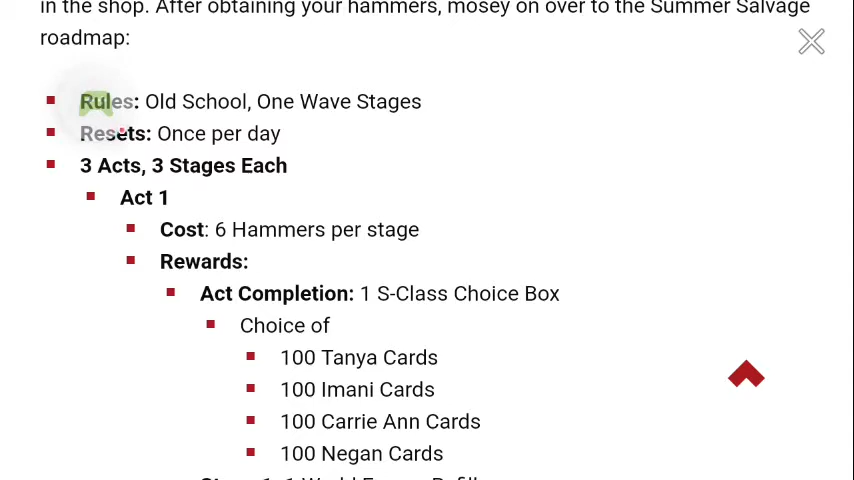 in the shop. After obtaining your hammers, mosey on over to the Summer Salvage
roadmap:
Rules: Old School, One Wave Stages
Resets: Once per day
3 Acts, 3 Stages Each
Act 1
Cost: 6 Hammers per stage
Rewards:
Act Completion: 1 S-Class Choice Box
Choice of
100 Tanya Cards
100 Imani Cards
100 Carrie Ann Cards
100 Negan Cards